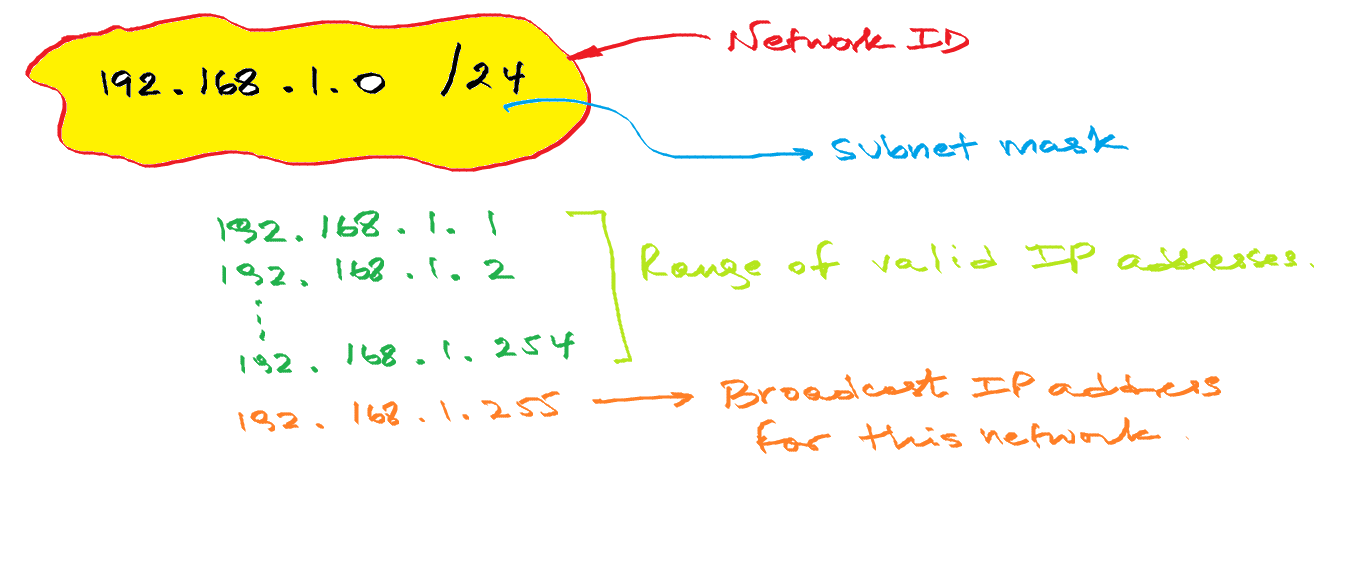 192.168.1.0 /24
Network ID
subnet mask
192.168.1.1
192.168.1.2
192.168.1.254
Range of valid IP addresses.
192.168.1.255
Broadcast IP address
for this network.